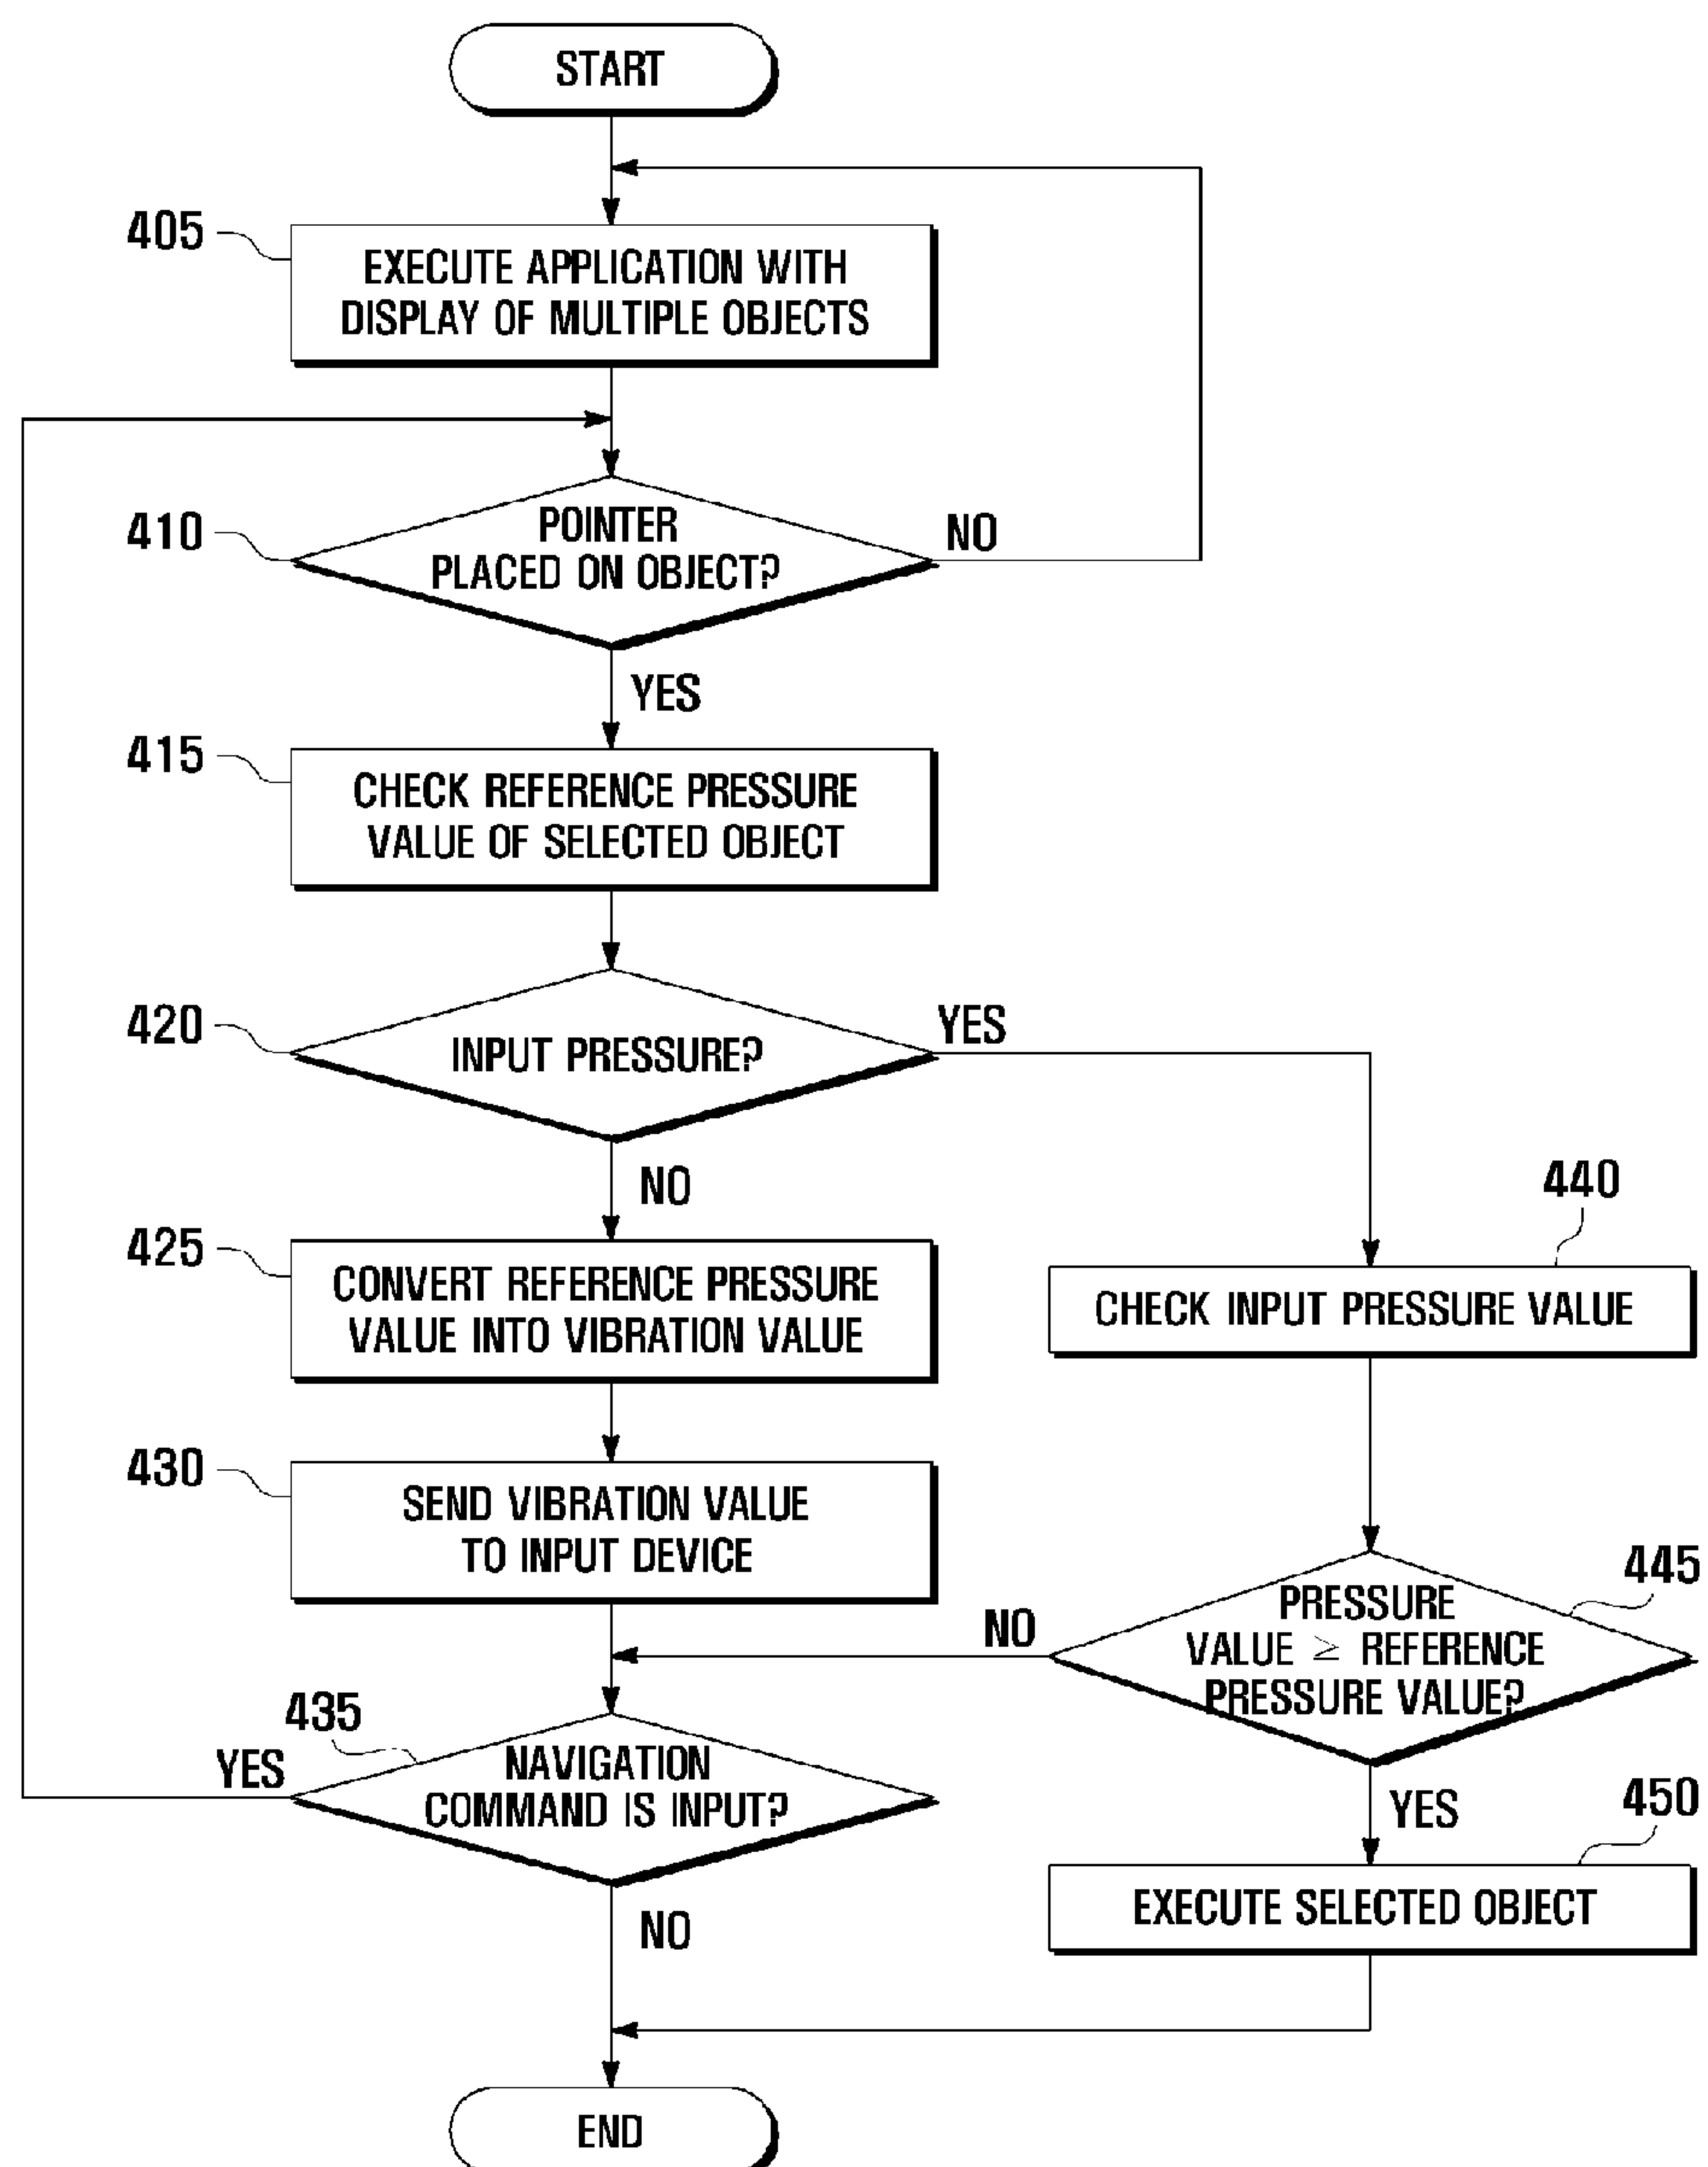 START
405
EXECUTE APPLICATION WITH
DISPLAY OF MULTIPLE OBJECTS
410
POINTER
PLACED ON OBJECT?
NO
YES
415
CHECK REFERENCE PRESSURE
VALUE OF SELECTED OBJECT
420
INPUT PRESSURE?
YES
NO
425
CONVERT REFERENCE PRESSURE
VALUE INTO VIBRATION VALUE
440
CHECK INPUT PRESSURE VALUE
430
SEND VIBRATION VALUE
TO INPUT DEVICE
445
PRESSURE
VALUE ≥ REFERENCE
PRESSURE VALUE?
NO
YES
435
NAVIGATION
COMMAND IS INPUT?
YES
NO
450
EXECUTE SELECTED OBJECT
END